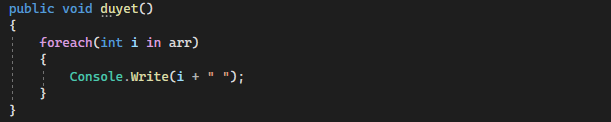 public void duyet()
{
    foreach(int i in arr)
    {
        Console.Write(i + " ");
    }
}